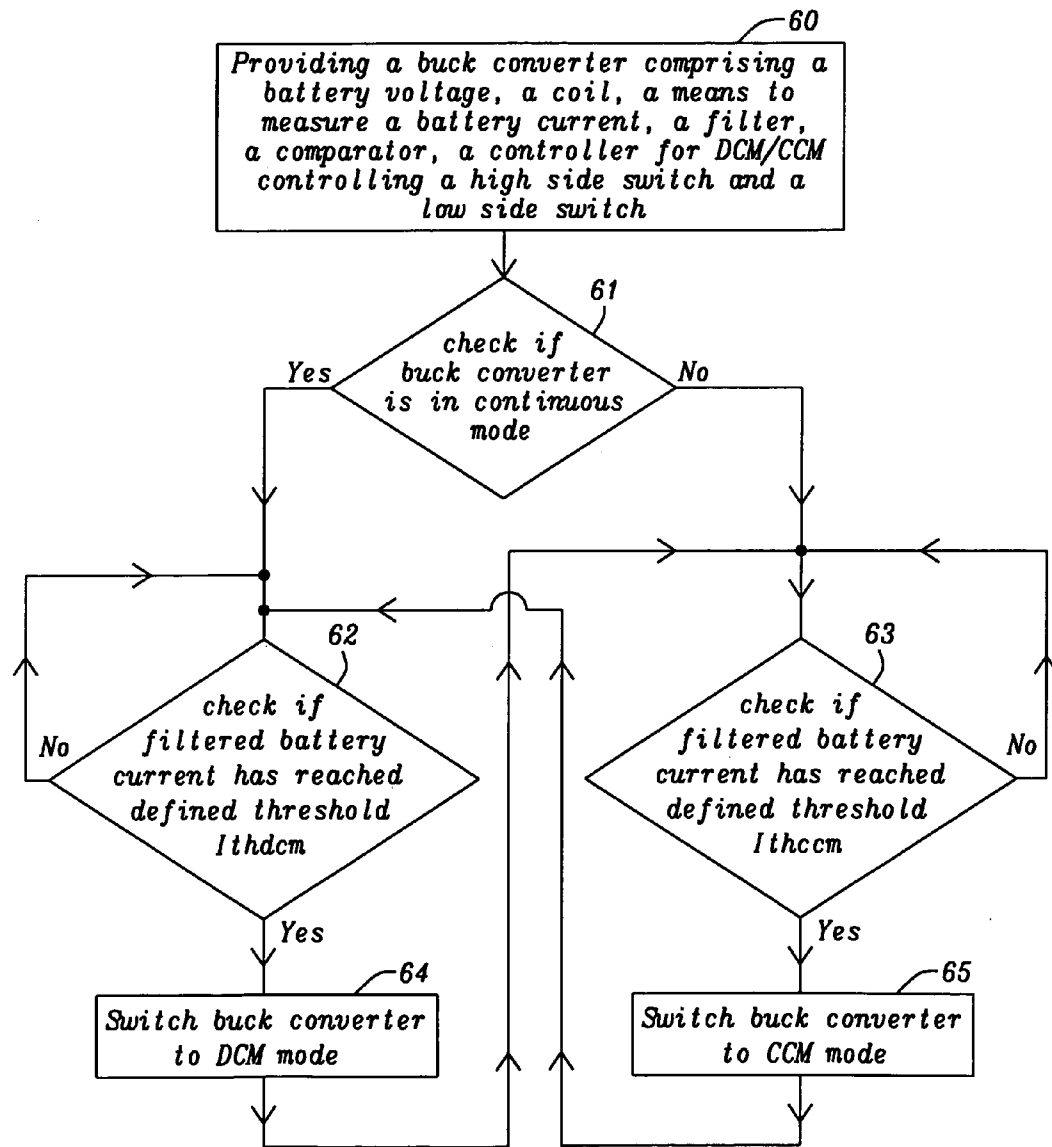 60
Providing a buck converter comprising a
battery voltage, a coil, a means to
measure a battery current, a filter,
a comparator, a controller for DCM/CCM
controlling a high side switch and a
low side switch
61
check if
buck converter
is in continuous
mode
Yes
No
62
check if
filtered battery
current has reached
defined threshold
Ithdcm
No
Yes
63
check if
filtered battery
current has reached
defined threshold
Ithccm
No
Yes
64
Switch buck converter
to DCM mode
65
Switch buck converter
to CCM mode